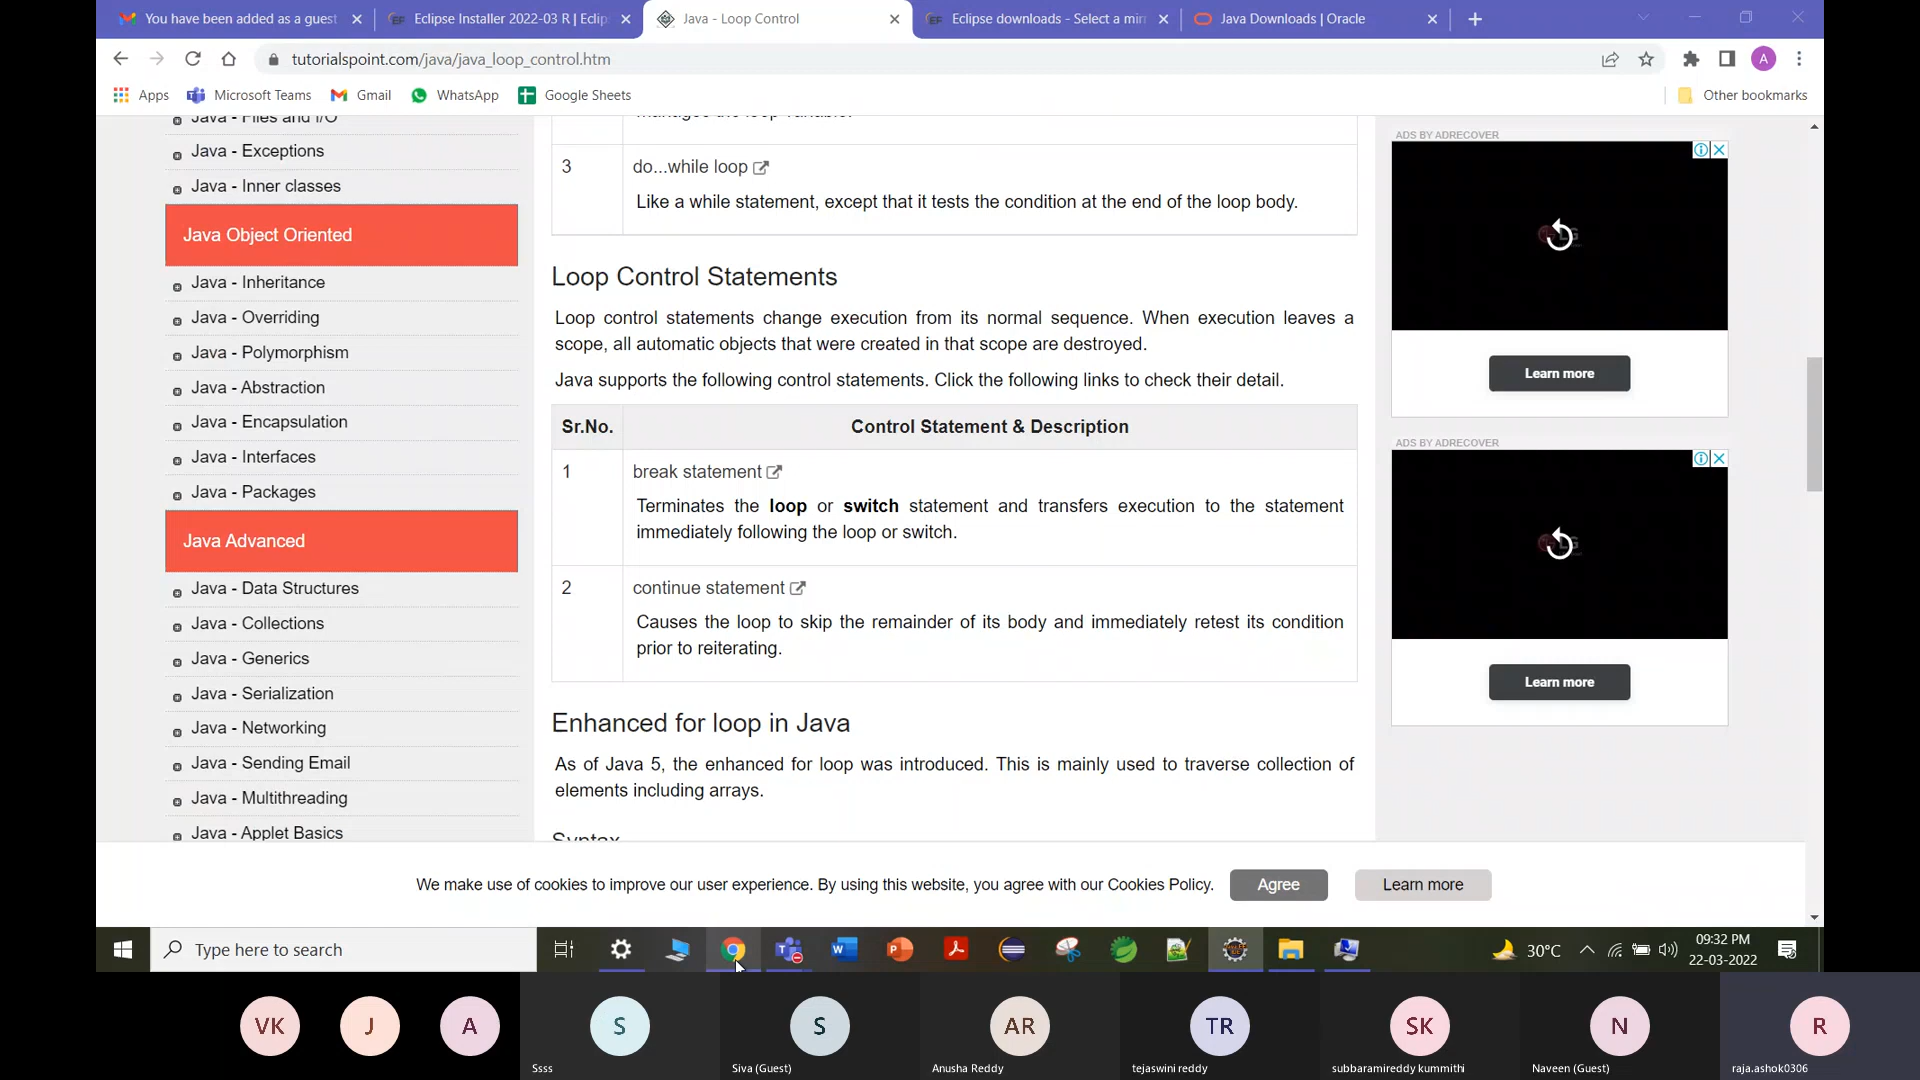 You have been added as a guest
Eclipse Installer 2022-03 R | Eclip
Java - Loop Control
Eclipse downloads - Select a mirr
Java Downloads | Oracle
tutorialspoint.com/java/java_loop_control.htm
A
Apps
Microsoft Teams
Gmail
WhatsApp
Google Sheets
Other bookmarks
Java - Files and I/O
Java - Exceptions
Java - Inner classes
Java Object Oriented
Java - Inheritance
Java - Overriding
Java - Polymorphism
Java - Abstraction
Java - Encapsulation
Java - Interfaces
Java - Packages
Java Advanced
Java - Data Structures
Java - Collections
Java - Generics
Java - Serialization
Java - Networking
Java - Sending Email
Java - Multithreading
Java - Applet Basics
manages the loop variable.
3
do...while loop
Like a while statement, except that it tests the condition at the end of the loop body.
Loop Control Statements
Loop control statements change execution from its normal sequence. When execution leaves a
scope, all automatic objects that were created in that scope are destroyed.
Java supports the following control statements. Click the following links to check their detail.
Sr.No.
Control Statement & Description
1
break statement
Terminates the loop or switch statement and transfers execution to the statement
immediately following the loop or switch.
2
continue statement
Causes the loop to skip the remainder of its body and immediately retest its condition
prior to reiterating.
Enhanced for loop in Java
As of Java 5, the enhanced for loop was introduced. This is mainly used to traverse collection of
elements including arrays.
Syntax
ADS BY ADRECOVER
LG
Learn more
ADS BY ADRECOVER
LG
Learn more
We make use of cookies to improve our user experience. By using this website, you agree with our Cookies Policy.
Agree
Learn more
Type here to search
30°C
09:32 PM
22-03-2022
VK
J
A
S
Ssss
S
Siva (Guest)
AR
Anusha Reddy
TR
tejaswini reddy
SK
subbaramireddy kummithi
N
Naveen (Guest)
R
raja.ashok0306